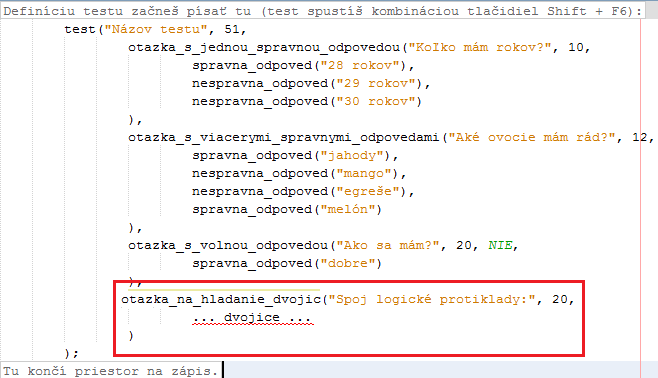 Definíciu testu začneš písať tu (test spustíš kombináciou tlačidiel Shift + F6):
test("Názov testu", 51,
otazka_s_jednou_spravnou_odpovedou("Koľko mám rokov?", 10,
spravna_odpoved("28 rokov"),
nespravna_odpoved("29 rokov"),
nespravna_odpoved("30 rokov")
),
otazka_s_viacerymi_spravnymi_odpovedami("Aké ovocie mám rád?", 12,
spravna_odpoved("jahody"),
nespravna_odpoved("mango"),
nespravna_odpoved("egreše"),
spravna_odpoved("melón")
),
otazka_s_volnou_odpovedou("Ako sa mám?", 20, NIE,
spravna_odpoved("dobre")
),
otazka_na_hladanie_dvojic("Spoj logické protiklady:", 20,
... dvojice ...
)
);
Tu končí priestor na zápis.